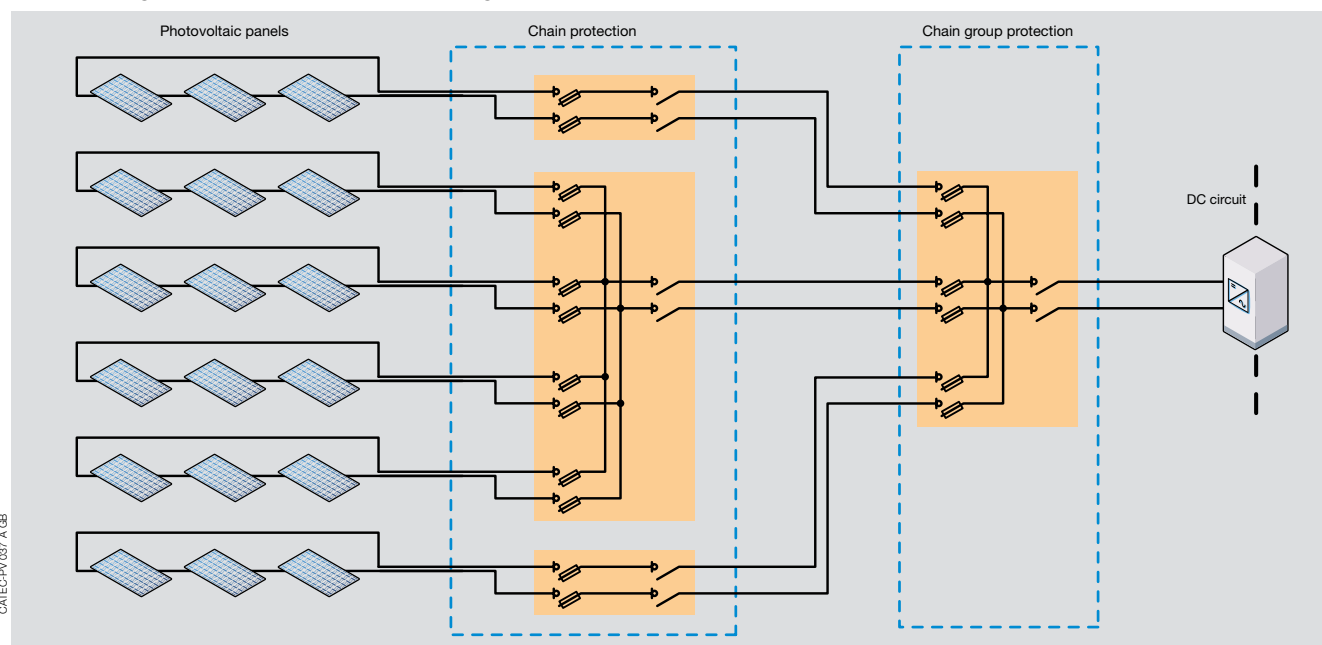 Photovoltaic panels
Chain protection
Chain group protection
DC circuit
CATEC-PV 037 A GB